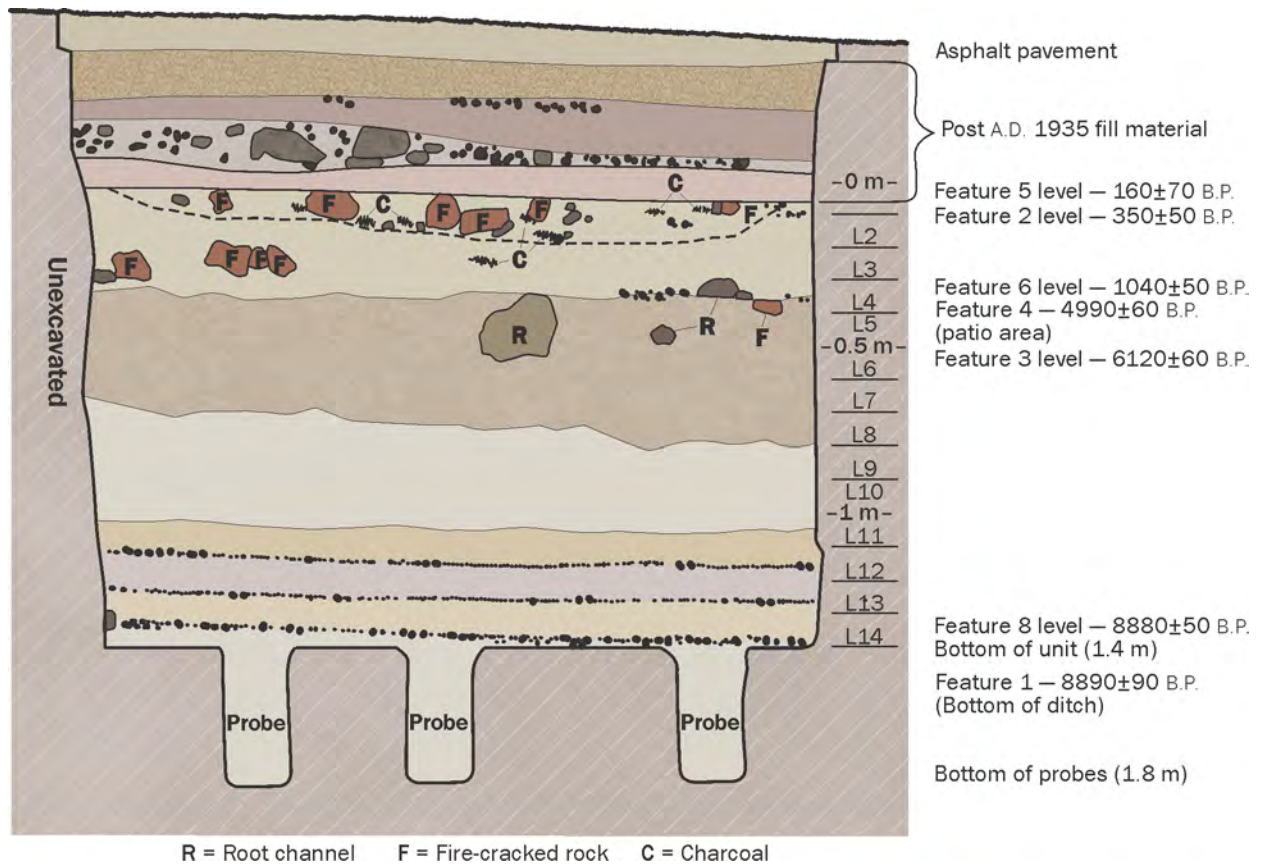 Asphalt pavement
Post A.D. 1935 fill material
–0 m–
C
Feature 5 level — 160±70 B.P.
F
F
C
F
F
F
F
Feature 2 level — 350±50 B.P.
L2
C
Unexcavated
F
F
F
F
L3
Feature 6 level — 1040±50 B.P.
L4
Feature 4 — 4990±60 B.P.
R
R
F
L5
(patio area)
–0.5 m–
Feature 3 level — 6120±60 B.P.
L6
L7
L8
L9
L10
–1 m–
L11
L12
L13
Feature 8 level — 8880±50 B.P.
L14
Bottom of unit (1.4 m)
Feature 1 — 8890±90 B.P.
(Bottom of ditch)
Probe
Probe
Probe
Bottom of probes (1.8 m)
R = Root channel F = Fire-cracked rock C = Charcoal